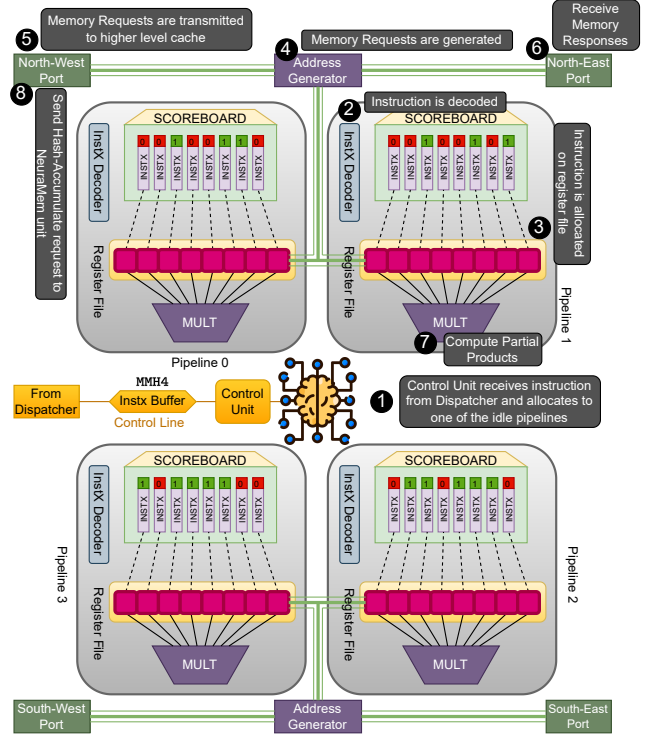 5
Memory Requests are transmitted
to higher level cache
4
Memory Requests are generated
6
Receive
Memory
Responses
North-West
Port
Address
Generator
North-East
Port
8
Send Hash-Accumulate request to
NeuraMem unit
SCOREBOARD
InstX Decoder
0 0 1 0 0 1 1 0
INSTX INSTX INSTX INSTX INSTX INSTX INSTX INSTX
Register File
MULT
Pipeline 0
2
Instruction is decoded
SCOREBOARD
InstX Decoder
0 0 1 0 0 1 0 1
INSTX INSTX INSTX INSTX INSTX INSTX INSTX INSTX
3
Instruction is allocated
on register file
Register File
MULT
Pipeline 1
7
Compute Partial
Products
From
Dispatcher
MMH4
Instx Buffer
Control Line
Control
Unit
1
Control Unit receives instruction
from Dispatcher and allocates to
one of the idle pipelines
SCOREBOARD
InstX Decoder
1 0 1 1 1 1 0 0
INSTX INSTX INSTX INSTX INSTX INSTX INSTX INSTX
Pipeline 3
Register File
MULT
SCOREBOARD
InstX Decoder
0 1 1 1 1 1 1 0
INSTX INSTX INSTX INSTX INSTX INSTX INSTX INSTX
Pipeline 2
Register File
MULT
South-West
Port
Address
Generator
South-East
Port